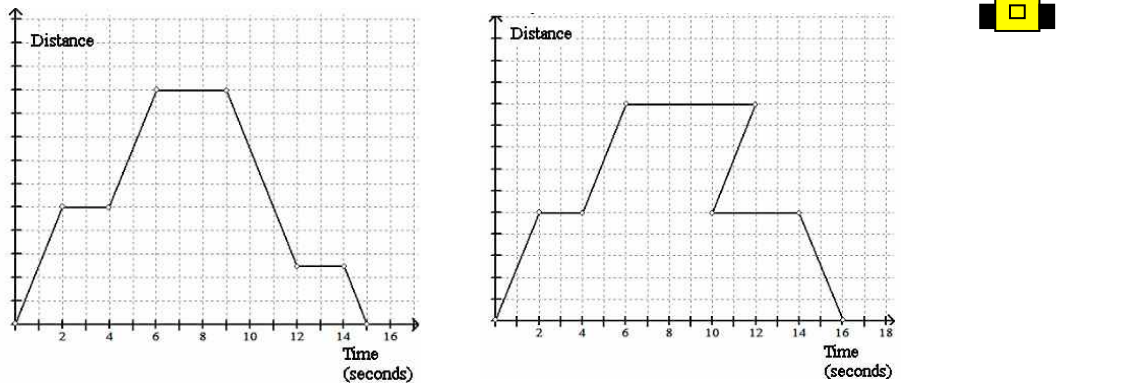 Distance
2 4 6 8 10 12 14 16
Time
(seconds)
Distance
2 4 6 8 10 12 14 16 18
Time
(seconds)